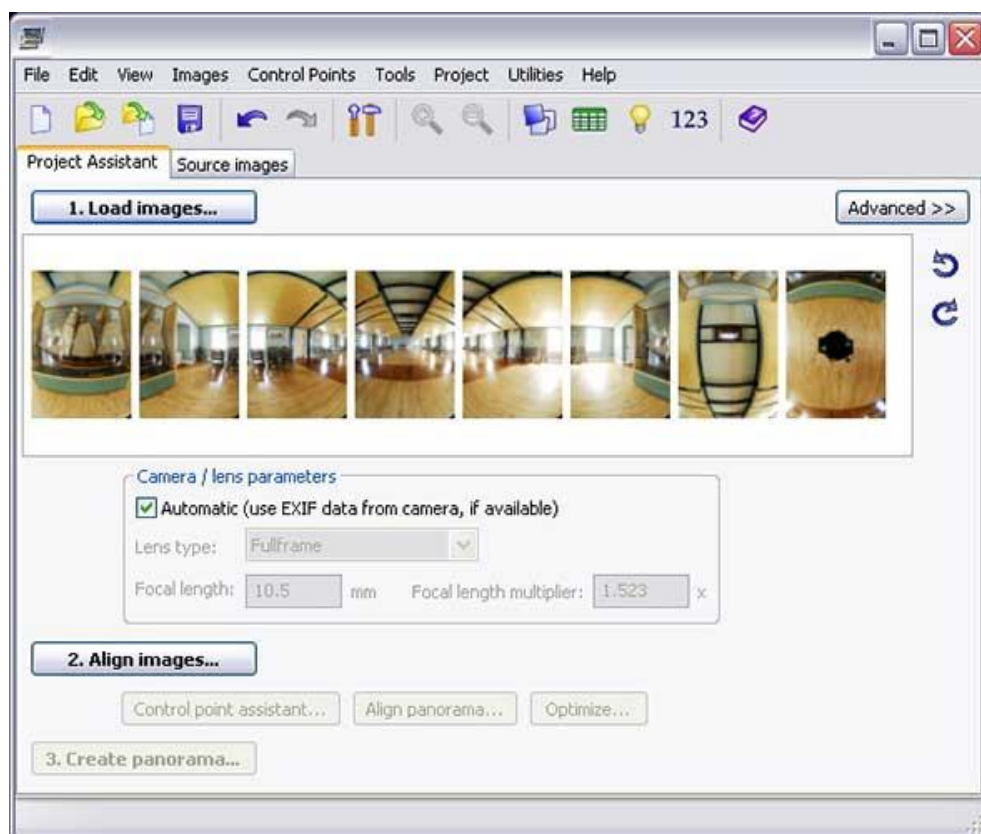 File Edit View Images Control Points Tools Project Utilities Help
123
Project Assistant Source images
1. Load images... Advanced >>
Camera / lens parameters
Automatic (use EXIF data from camera, if available)
Lens type: Fullframe
Focal length: 10.5 mm Focal length multiplier: 1.523 x
2. Align images...
Control point assistant... Align panorama... Optimize...
3. Create panorama...